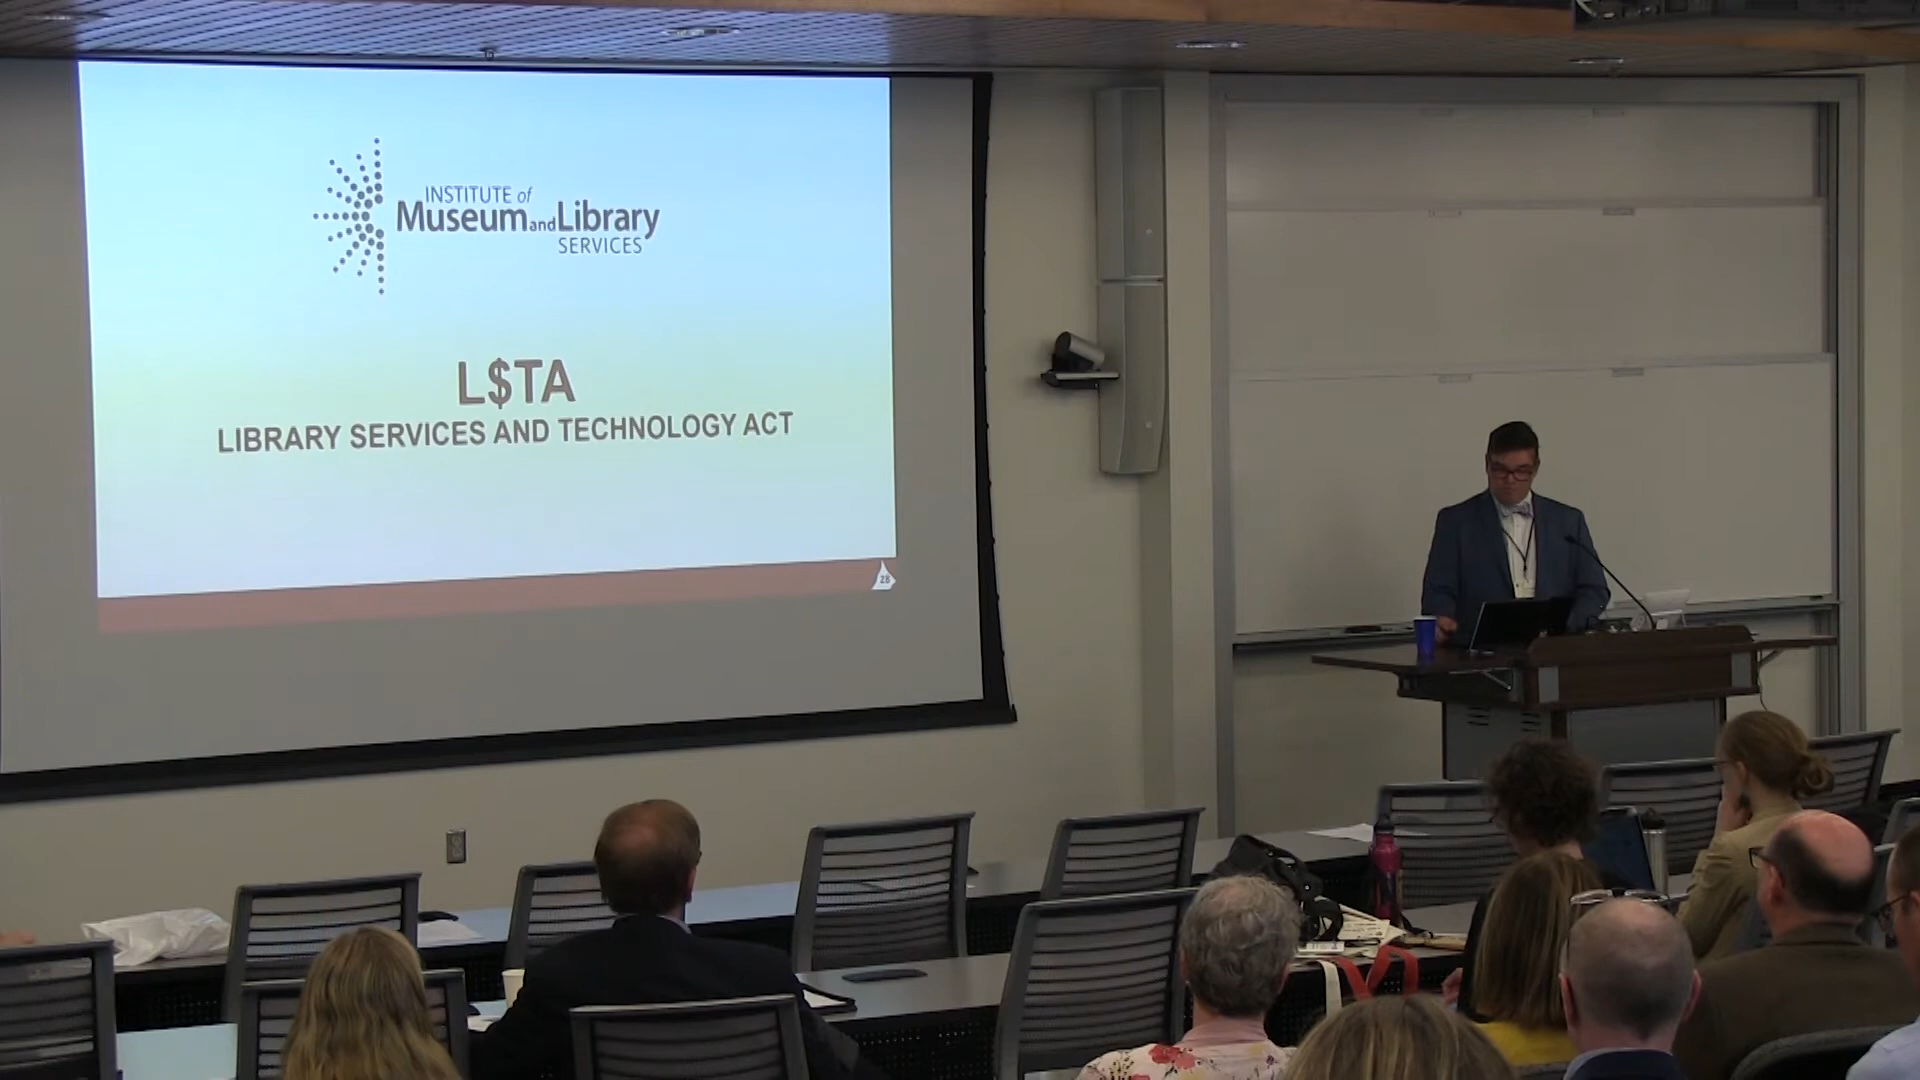 INSTITUTE of
Museum and Library
SERVICES
L$TA
LIBRARY SERVICES AND TECHNOLOGY ACT
28